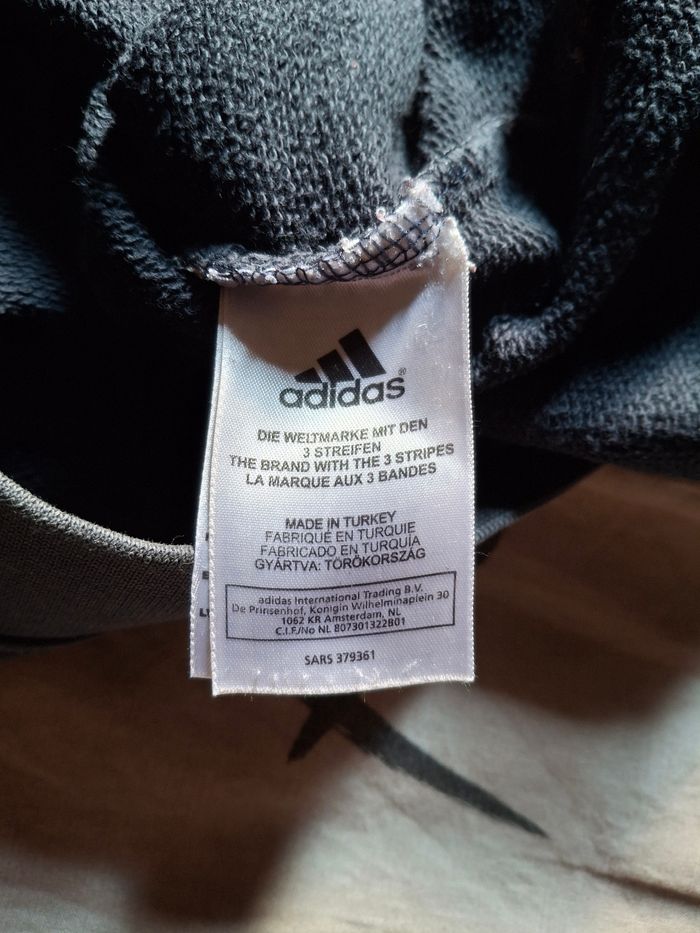 adidas®
DIE WELTMARKE MIT DEN
3 STREIFEN
THE BRAND WITH THE 3 STRIPES
LA MARQUE AUX 3 BANDES
MADE IN TURKEY
FABRIQUÉ EN TURQUIE
FABRICADO EN TURQUÍA
GYÁRTVA: TÖRÖKORSZÁG
adidas International Trading B.V.
De Prinsenhof, Konigin Wilhelminaplein 30
1062 KR Amsterdam, NL
C.I.F./No NL 807301322B01
SARS 379361